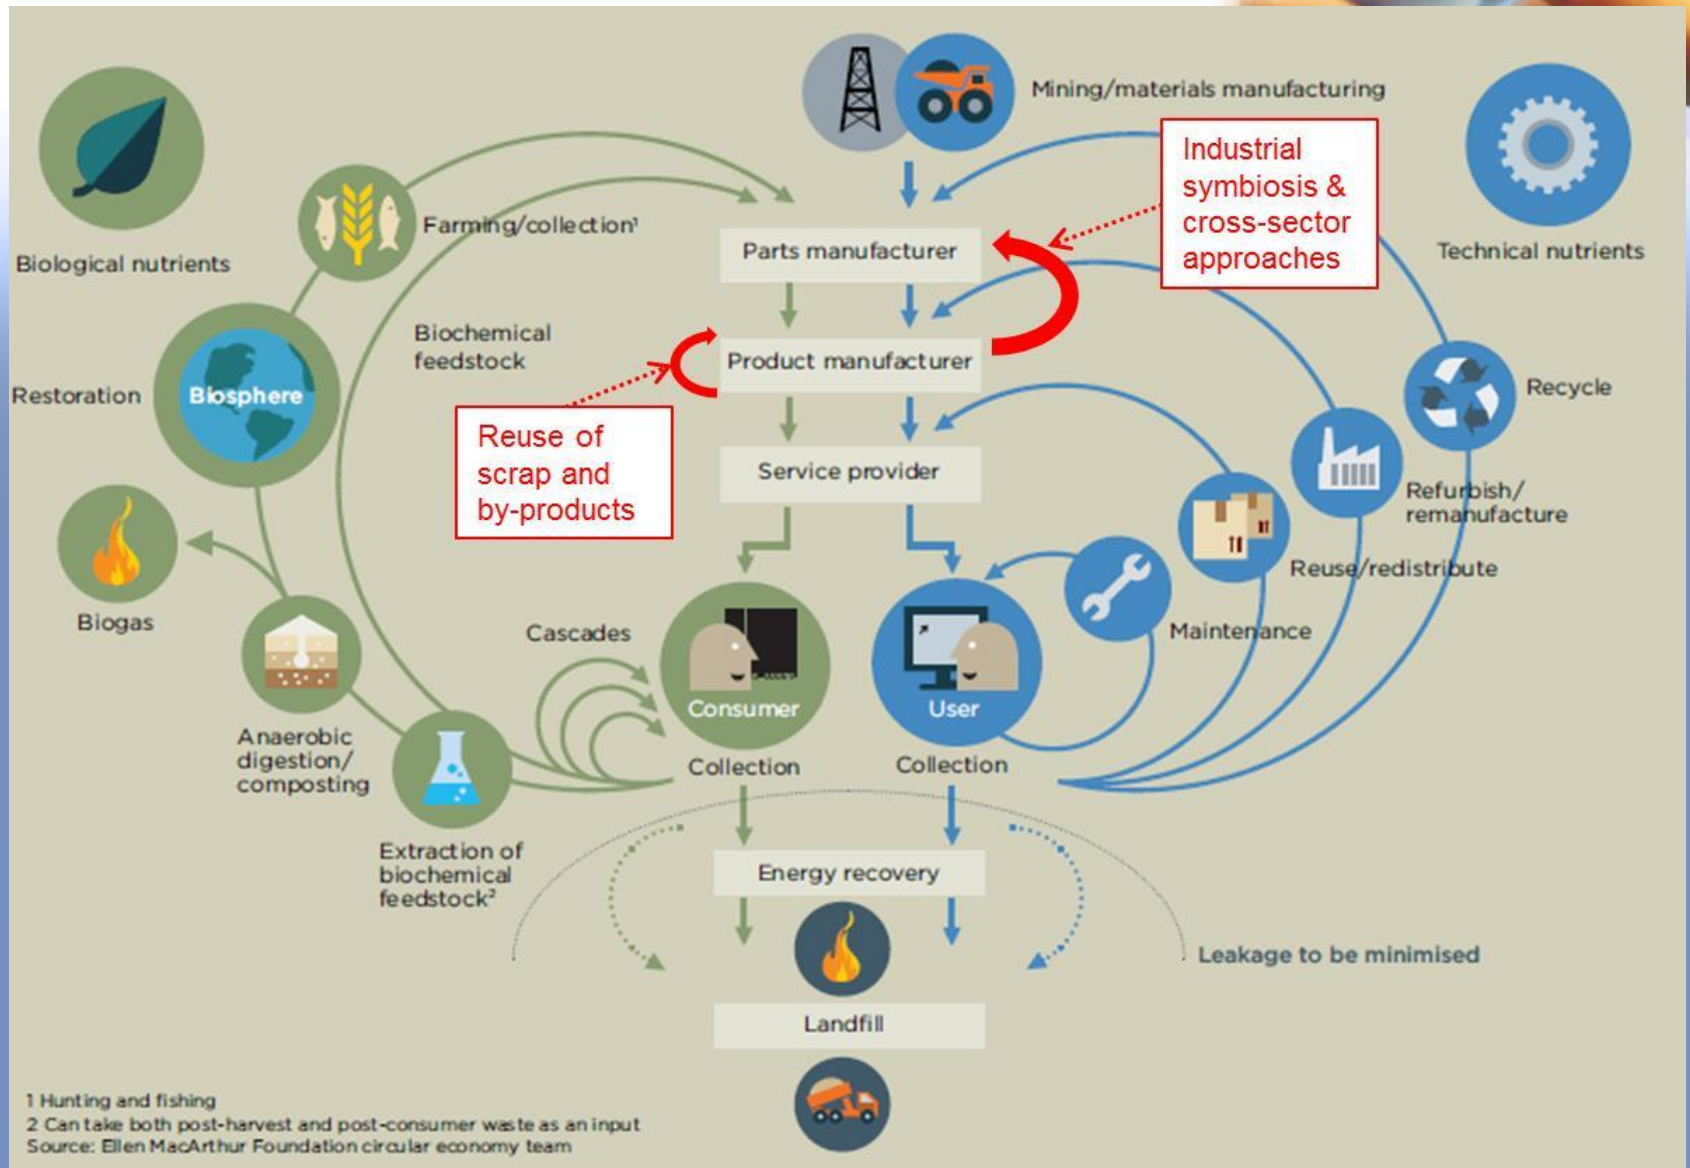 Mining/materials manufacturing
Biological nutrients
Farming/collection¹
Parts manufacturer
Industrial
symbiosis &
cross-sector
approaches
Technical nutrients
Biochemical
feedstock
Product manufacturer
Restoration
Biosphere
Recycle
Reuse of
scrap and
by-products
Service provider
Refurbish/
remanufacture
Reuse/redistribute
Biogas
Cascades
Maintenance
Consumer
User
Anaerobic
digestion/
composting
Collection
Collection
Extraction of
biochemical
feedstock²
Energy recovery
Leakage to be minimised
Landfill
1 Hunting and fishing
2 Can take both post-harvest and post-consumer waste as an input
Source: Ellen MacArthur Foundation circular economy team